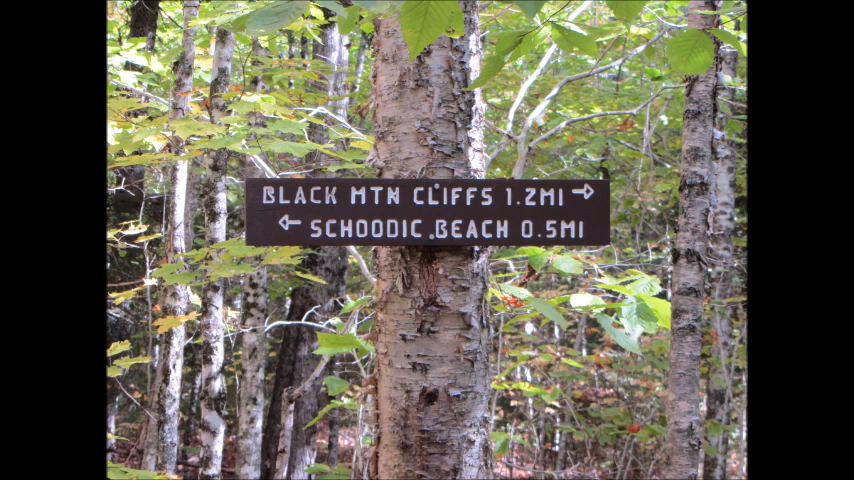 BLACK MTN CLIFFS 1.2MI →
← SCHOODIC BEACH 0.5MI